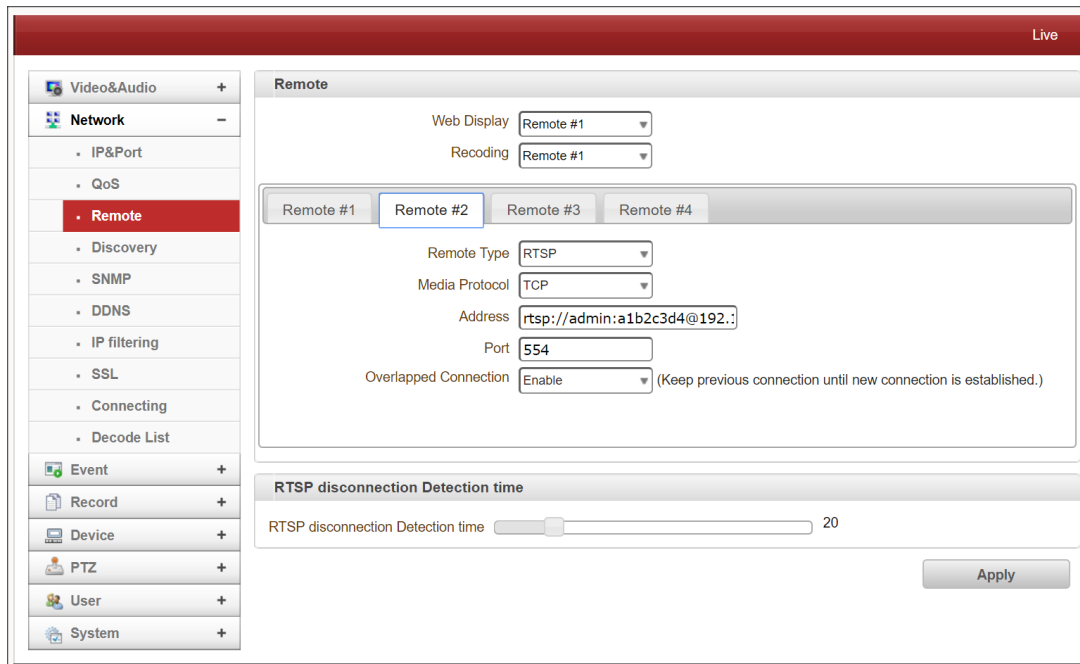 Live
Video&Audio +
Network −
IP&Port
QoS
Remote
Discovery
SNMP
DDNS
IP filtering
SSL
Connecting
Decode List
Event +
Record +
Device +
PTZ +
User +
System +
Remote
Web Display Remote #1
Recoding Remote #1
Remote #1 Remote #2 Remote #3 Remote #4
Remote Type RTSP
Media Protocol TCP
Address rtsp://admin:a1b2c3d4@192.
Port 554
Overlapped Connection Enable (Keep previous connection until new connection is established.)
RTSP disconnection Detection time
RTSP disconnection Detection time 20
Apply